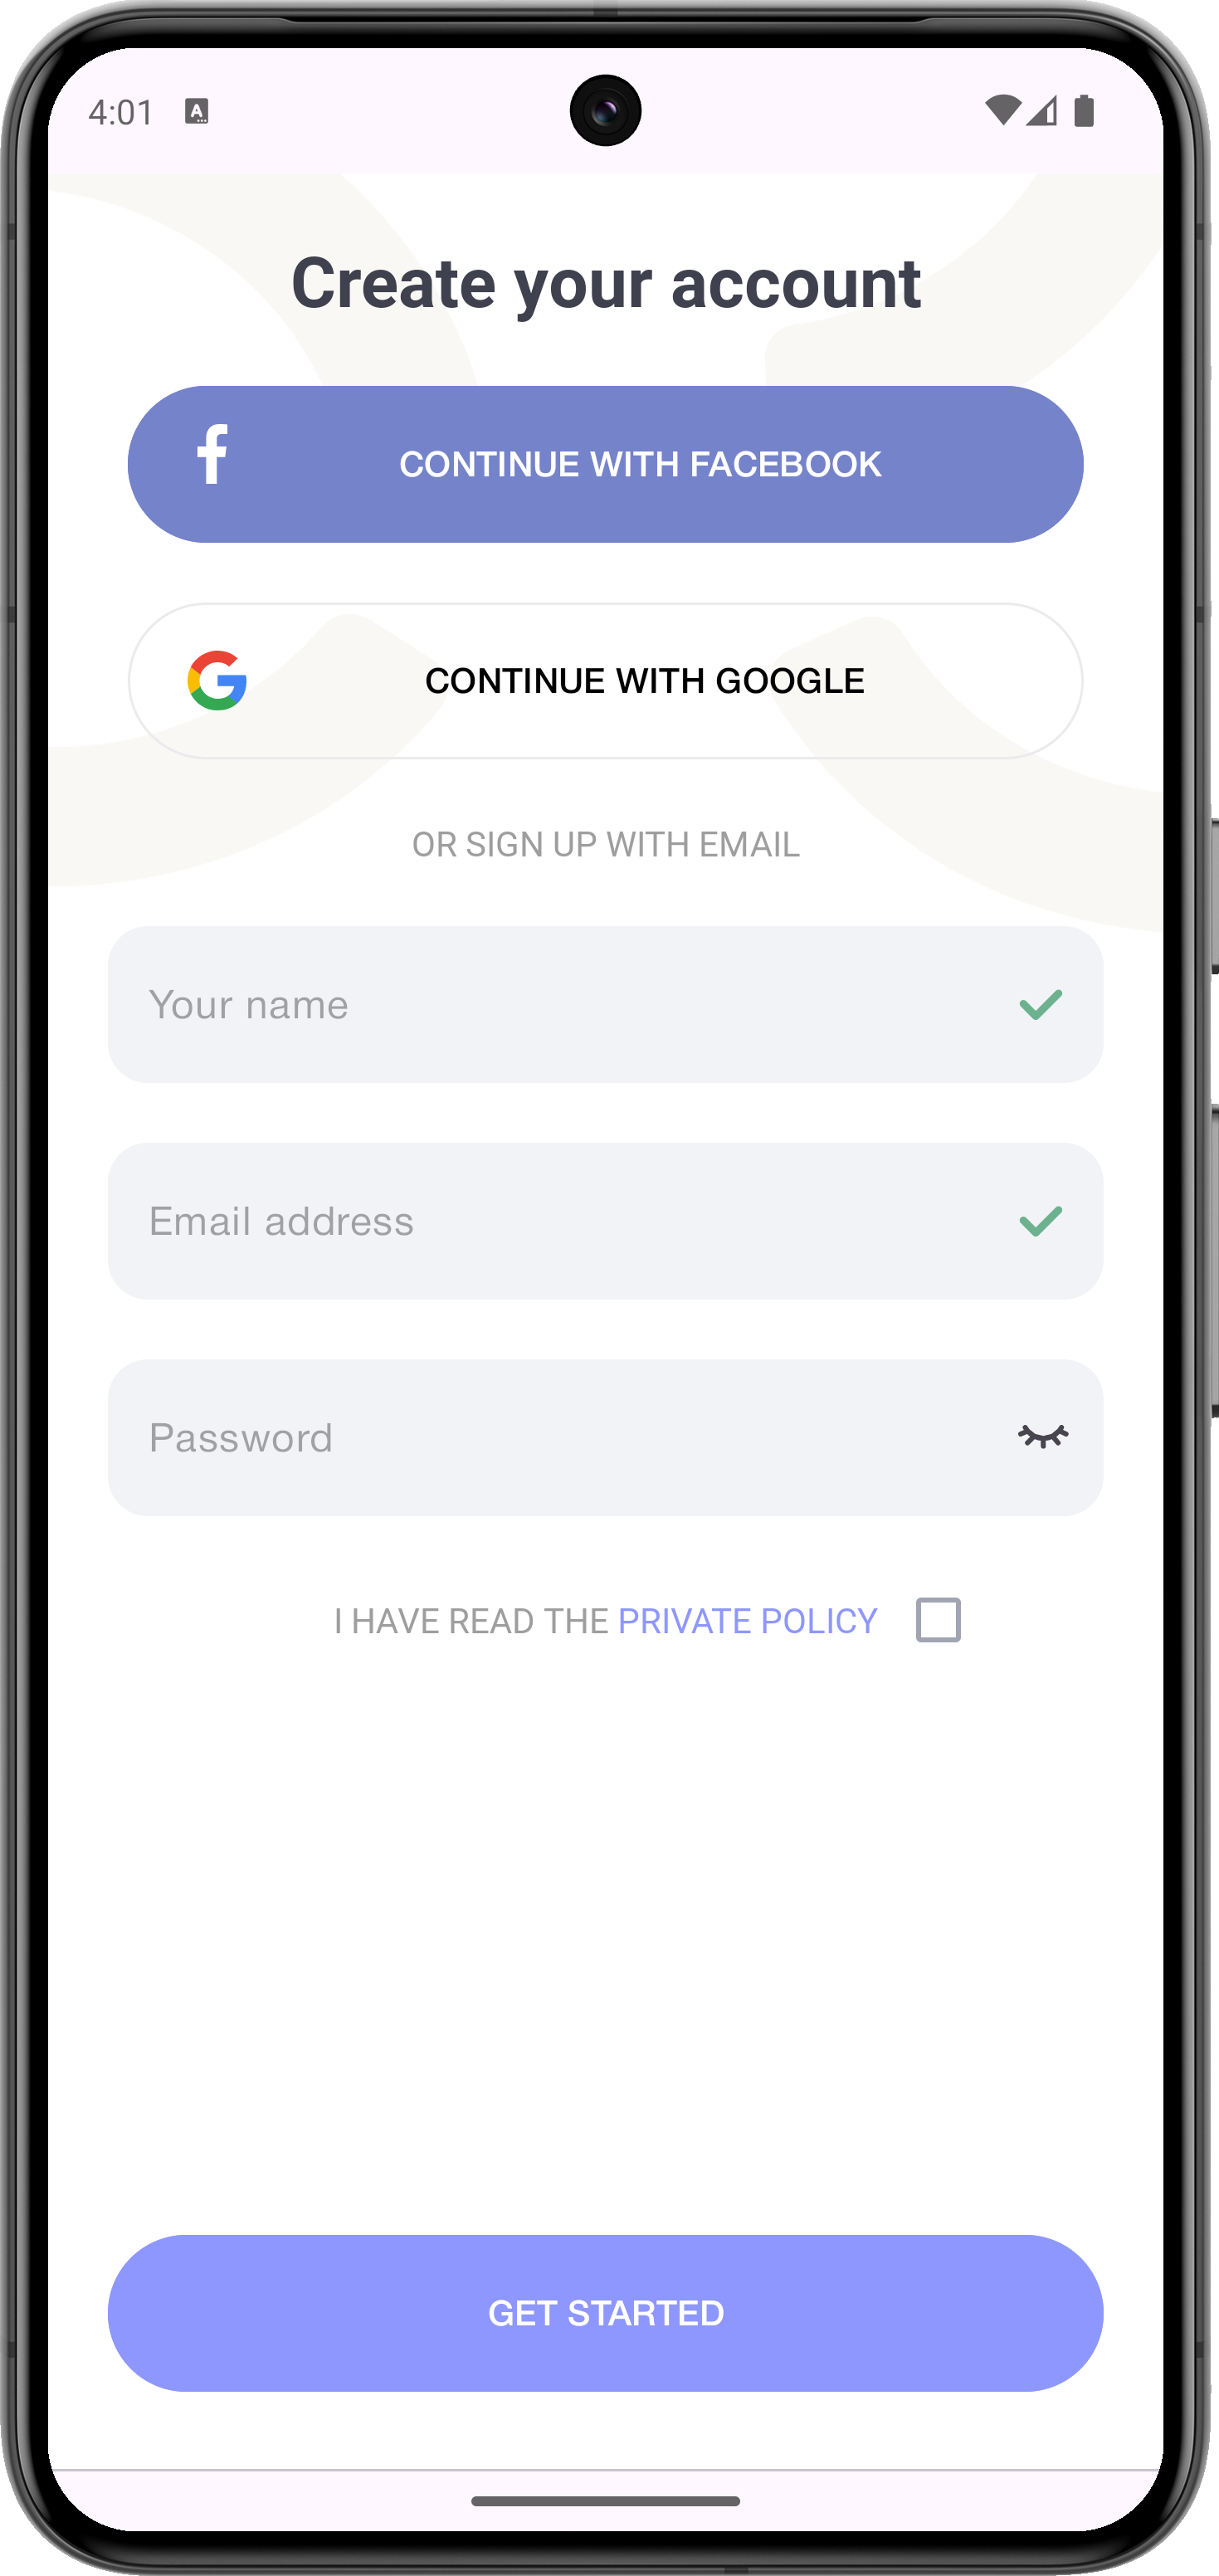 4:01
Create your account
CONTINUE WITH FACEBOOK
CONTINUE WITH GOOGLE
OR SIGN UP WITH EMAIL
Your name
Email address
Password
I HAVE READ THE PRIVATE POLICY
GET STARTED